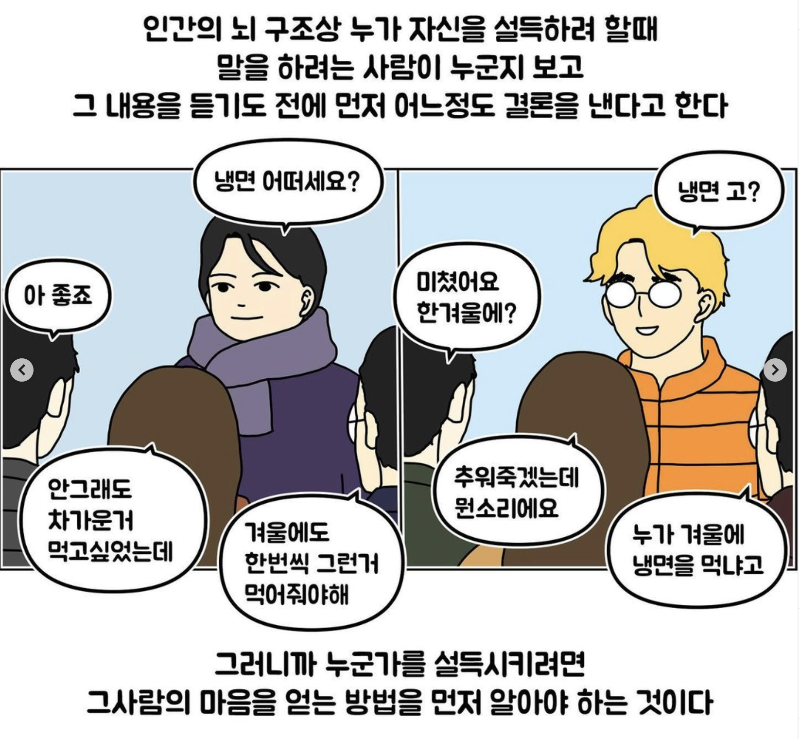 인간의 뇌 구조상 누가 자신을 설득하려 할때
말을 하려는 사람이 누군지 보고
그 내용을 듣기도 전에 먼저 어느정도 결론을 낸다고 한다
냉면 어떠세요?
아 좋죠
안그래도
차가운거
먹고싶었는데
겨울에도
한번씩 그런거
먹어줘야해
냉면 고?
미쳤어요
한겨울에?
추워죽겠는데
뭔소리에요
누가 겨울에
냉면을 먹냐고
그러니까 누군가를 설득시키려면
그사람의 마음을 얻는 방법을 먼저 알아야 하는 것이다